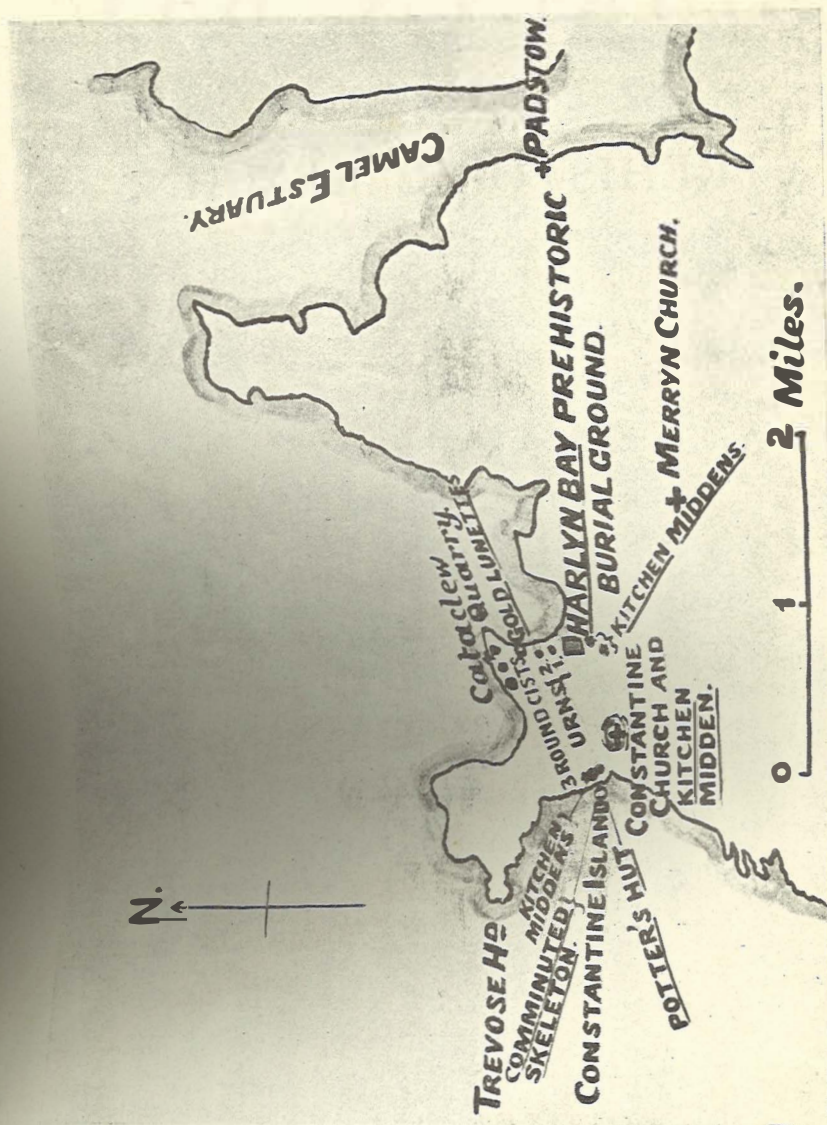 N.
CAMEL ESTUARY.
PADSTOW.
Cataclew
Quarry.
GOLD LUNETTES
3 ROUND CISTS
URNS
1.
2.
HARLYN BAY PREHISTORIC
BURIAL GROUND.
MERRYN CHURCH.
KITCHEN MIDDENS.
TREVOSE HD
KITCHEN
MIDDENS
COMMINUTED
SKELETON.
CONSTANTINE ISLAND
POTTER'S HUT
CONSTANTINE
CHURCH AND
KITCHEN
MIDDEN.
0 1 2 Miles.